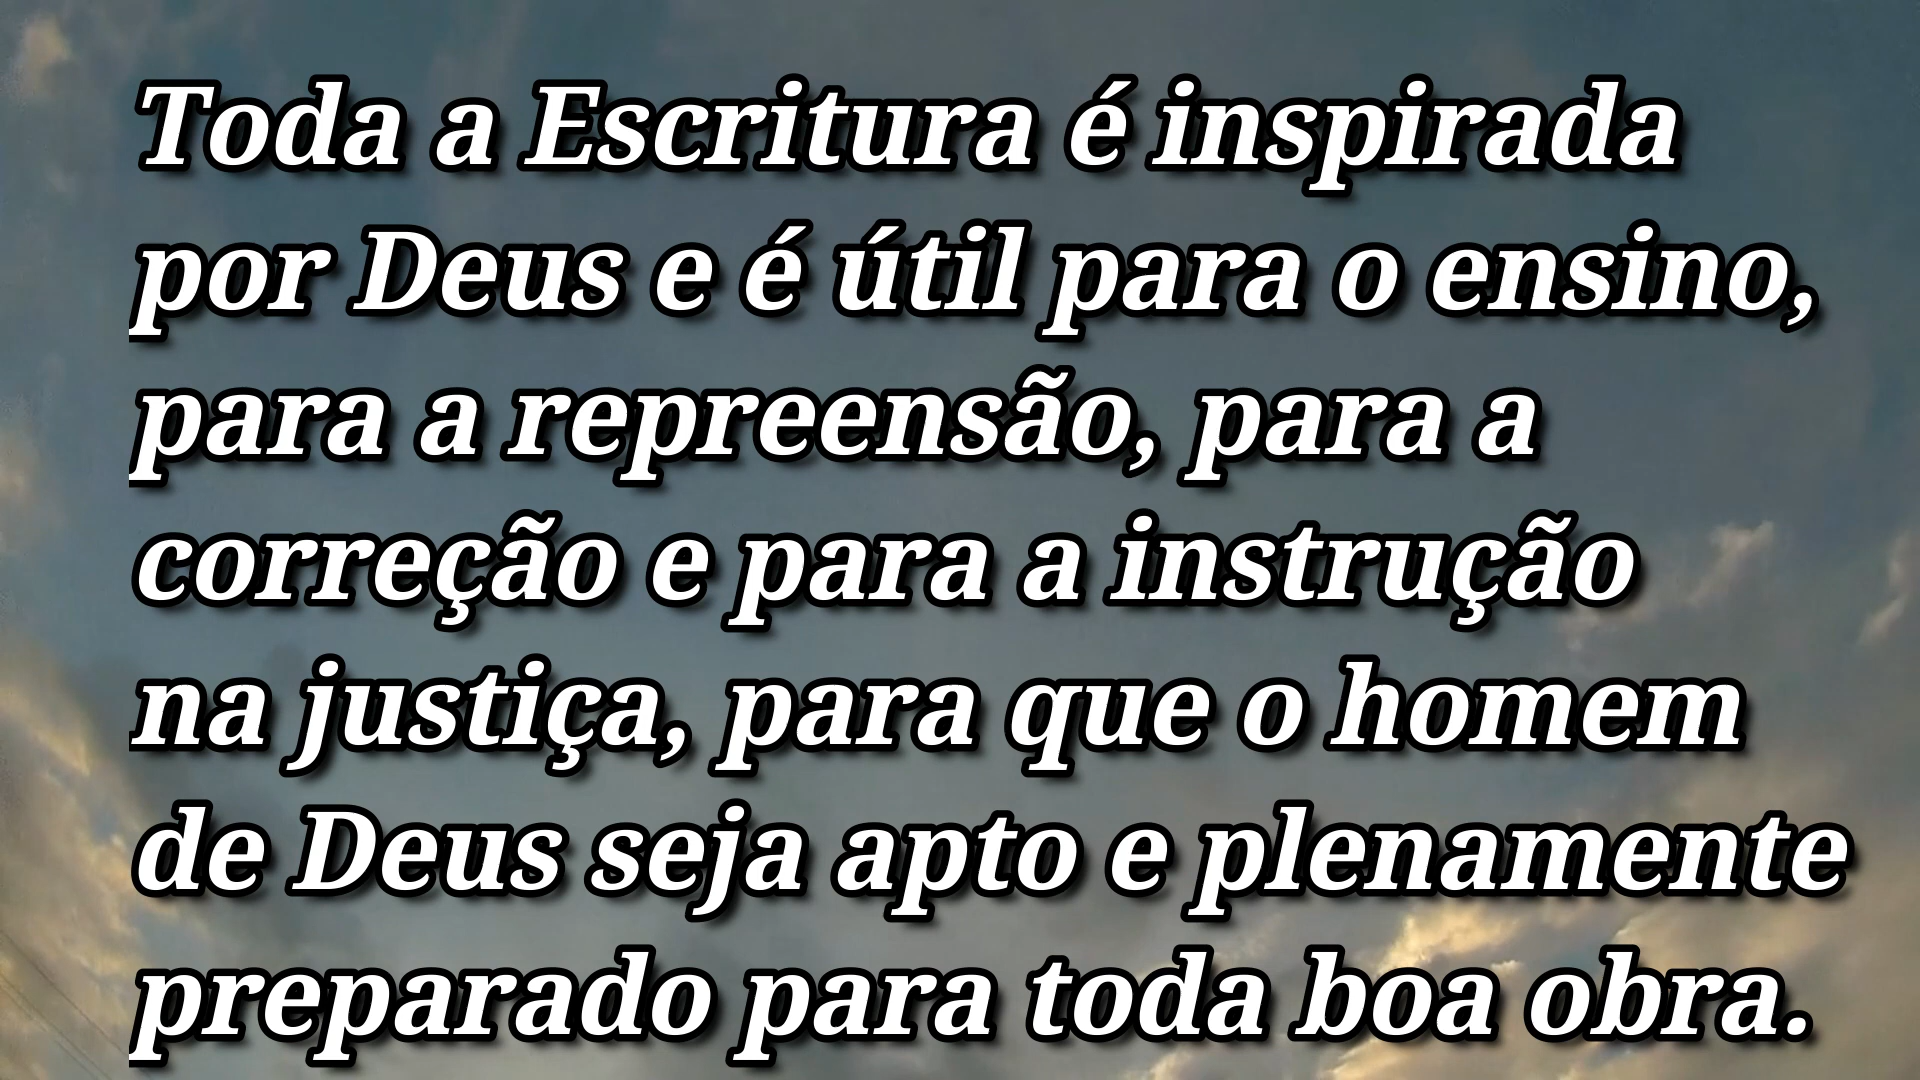 Toda a Escritura é inspirada
por Deus e é útil para o ensino,
para a repreensão, para a
correção e para a instrução
na justiça, para que o homem
de Deus seja apto e plenamente
preparado para toda boa obra.